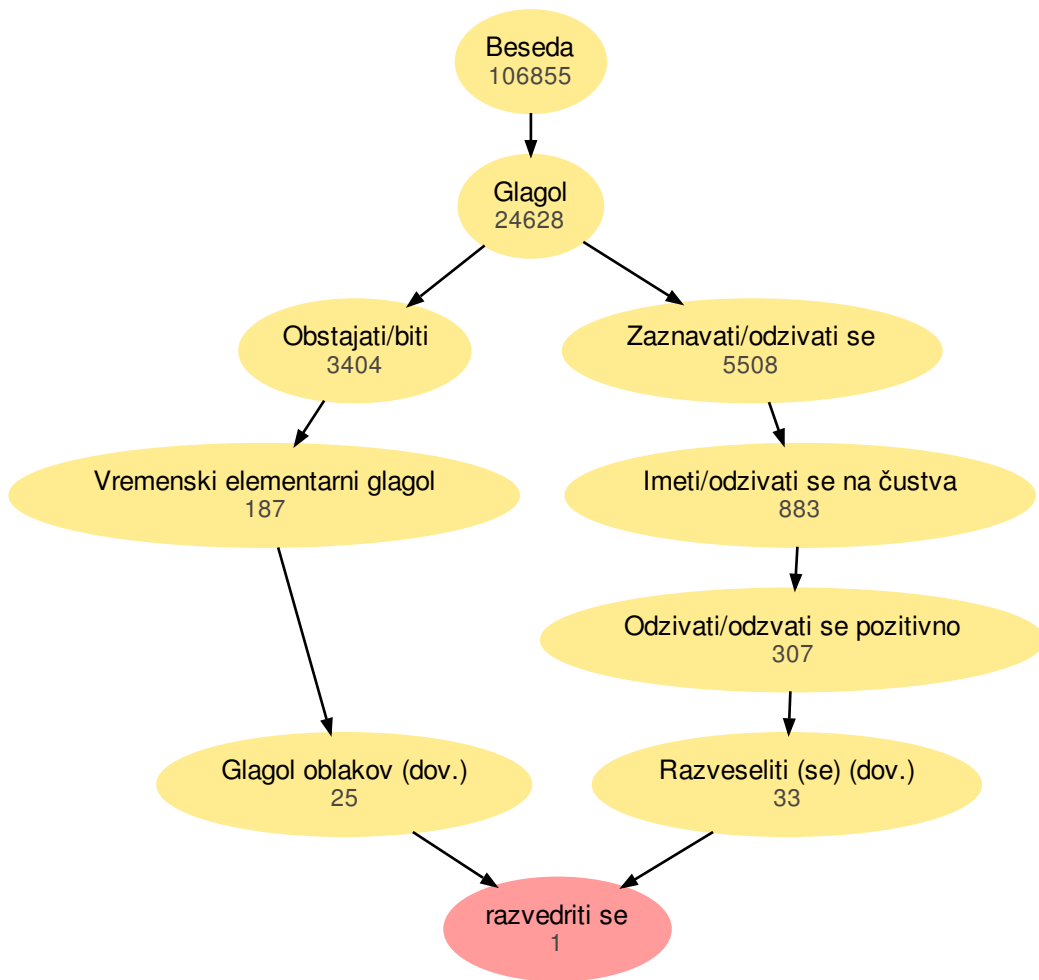 Beseda
106855
Glagol
24628
Obstajati/biti
3404
Zaznavati/odzivati se
5508
Vremenski elementarni glagol
187
Imeti/odzivati se na čustva
883
Odzivati/odzvati se pozitivno
307
Glagol oblakov (dov.)
25
Razveseliti (se) (dov.)
33
razvedriti se
1